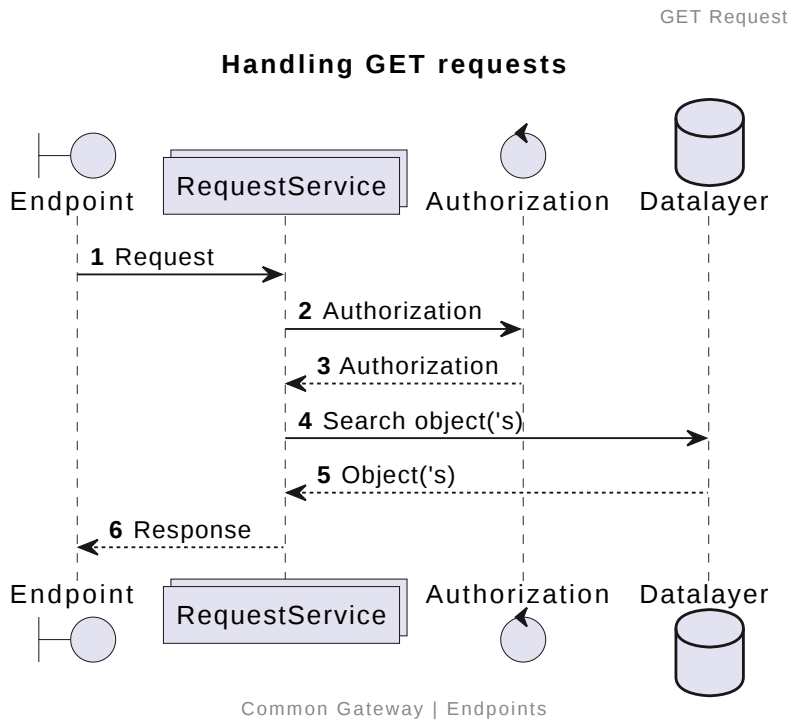 GET Request
Handling GET requests
Endpoint
RequestService
Authorization
Datalayer
1 Request
2 Authorization
3 Authorization
4 Search object('s)
5 Object('s)
6 Response
Endpoint
RequestService
Authorization
Datalayer
Common Gateway | Endpoints